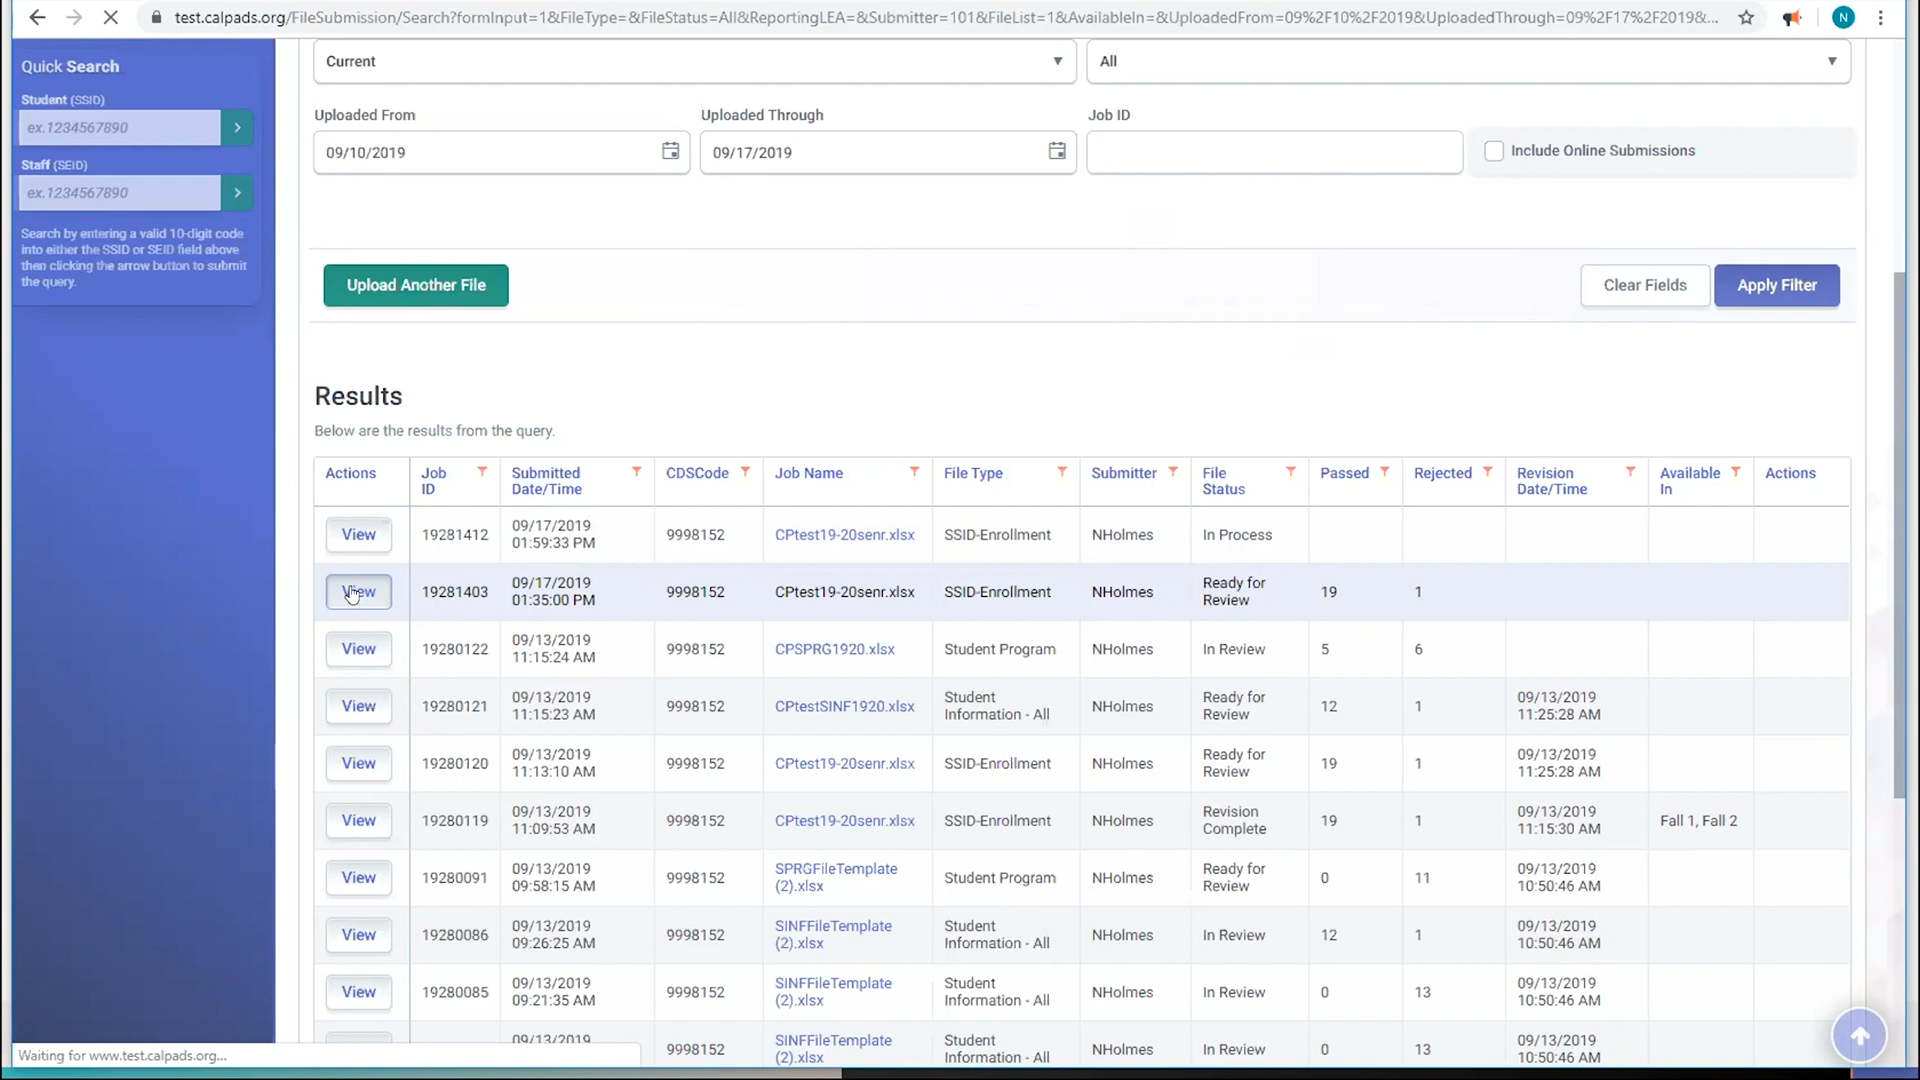 test.calpads.org/FileSubmission/Search?formInput=1&FileType=&FileStatus=All&ReportingLEA=&Submitter=101&FileList=1&AvailableIn=&UploadedFrom=09%2F10%2F2019&UploadedThrough=09%2F17%2F2019&...
N
Quick Search
Student (SSID)
ex.1234567890
Staff (SEID)
ex.1234567890
Search by entering a valid 10-digit code
into either the SSID or SEID field above
then clicking the arrow button to submit
the query.
Current
All
Uploaded From
Uploaded Through
Job ID
09/10/2019
09/17/2019
Include Online Submissions
Upload Another File
Clear Fields
Apply Filter
Results
Below are the results from the query.
Actions Job ID Submitted Date/Time CDSCode Job Name File Type Submitter File Status Passed Rejected Revision Date/Time Available In Actions
View 19281412 09/17/2019 01:59:33 PM 9998152 CPtest19-20senr.xlsx SSID-Enrollment NHolmes In Process
View 19281403 09/17/2019 01:35:00 PM 9998152 CPtest19-20senr.xlsx SSID-Enrollment NHolmes Ready for Review 19 1
View 19280122 09/13/2019 11:15:24 AM 9998152 CPSPRG1920.xlsx Student Program NHolmes In Review 5 6
View 19280121 09/13/2019 11:15:23 AM 9998152 CPtestSINF1920.xlsx Student Information - All NHolmes Ready for Review 12 1 09/13/2019 11:25:28 AM
View 19280120 09/13/2019 11:13:10 AM 9998152 CPtest19-20senr.xlsx SSID-Enrollment NHolmes Ready for Review 19 1 09/13/2019 11:25:28 AM
View 19280119 09/13/2019 11:09:53 AM 9998152 CPtest19-20senr.xlsx SSID-Enrollment NHolmes Revision Complete 19 1 09/13/2019 11:15:30 AM Fall 1, Fall 2
View 19280091 09/13/2019 09:58:15 AM 9998152 SPRGFileTemplate (2).xlsx Student Program NHolmes Ready for Review 0 11 09/13/2019 10:50:46 AM
View 19280086 09/13/2019 09:26:25 AM 9998152 SINFFileTemplate (2).xlsx Student Information - All NHolmes In Review 12 1 09/13/2019 10:50:46 AM
View 19280085 09/13/2019 09:21:35 AM 9998152 SINFFileTemplate (2).xlsx Student Information - All NHolmes In Review 0 13 09/13/2019 10:50:46 AM
09/13/2019 9998152 SINFFileTemplate (2).xlsx Student Information - All NHolmes In Review 0 13 09/13/2019 10:50:46 AM
Waiting for www.test.calpads.org...